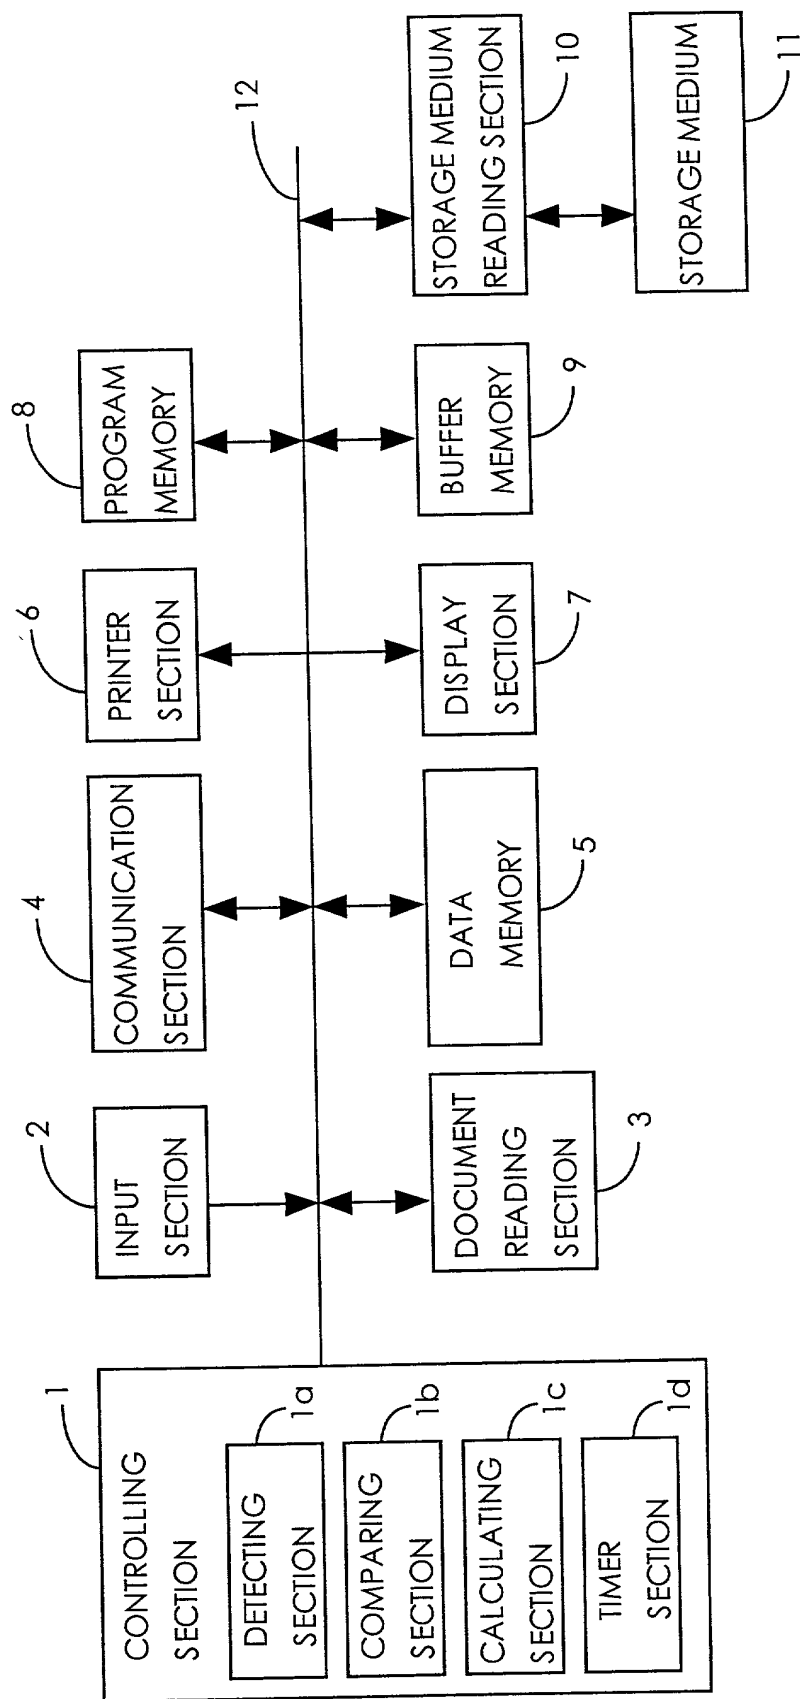 1
CONTROLLING
SECTION
DETECTING
SECTION
1a
COMPARING
SECTION
1b
CALCULATING
SECTION
1c
TIMER
SECTION
1d
2
INPUT
SECTION
4
COMMUNICATION
SECTION
6
PRINTER
SECTION
8
PROGRAM
MEMORY
12
DOCUMENT
READING
SECTION
3
DATA
MEMORY
5
DISPLAY
SECTION
7
BUFFER
MEMORY
9
STORAGE MEDIUM
READING SECTION
10
STORAGE MEDIUM
11